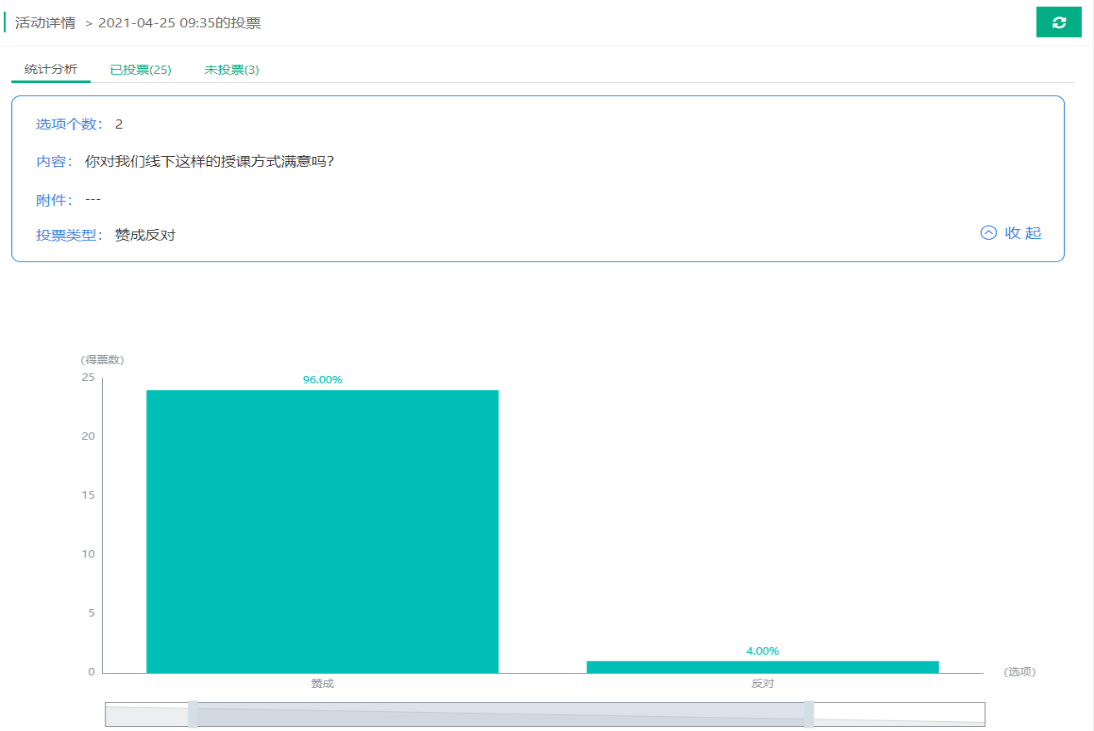 活动详情 > 2021-04-25 09:35的投票
统计分析 已投票(25) 未投票(3)
选项个数： 2
内容： 你对我们线下这样的授课方式满意吗?
附件： ---
投票类型： 赞成反对
收起
(得票数)
25
96.00%
20
15
10
5
4.00%
0
(选项)
赞成 反对